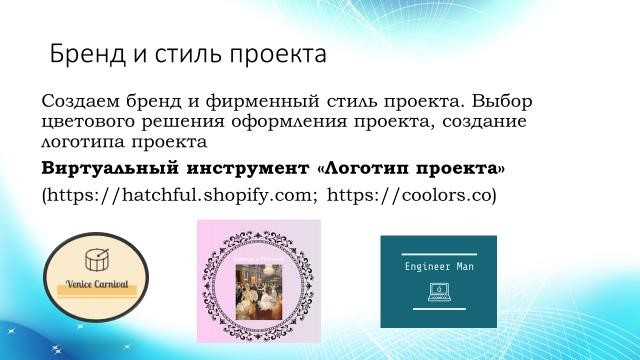 Бренд и стиль проекта
Создаем бренд и фирменный стиль проекта. Выбор
цветового решения оформления проекта, создание
логотипа проекта
Виртуальный инструмент «Логотип проекта»
(https://hatchful.shopify.com; https://coolors.co)
Venice Carnival
Engineer Man